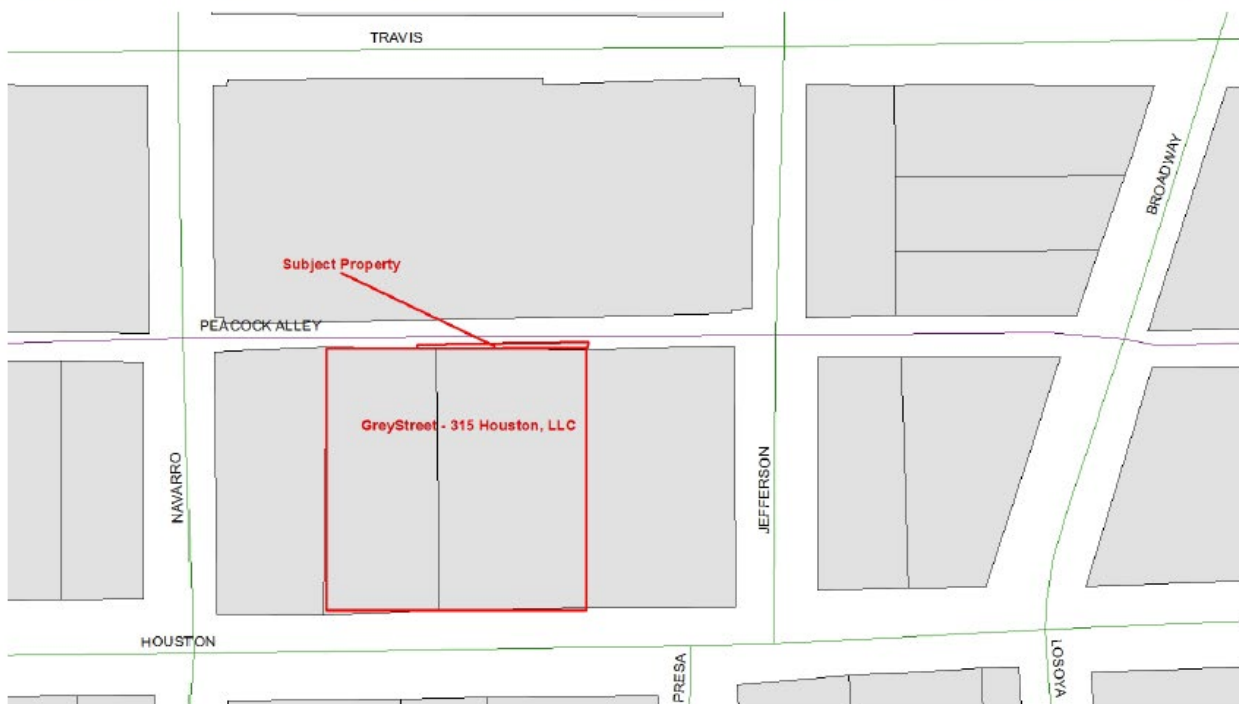 TRAVIS
BROADWAY
Subject Property
PEACOCK ALLEY
GreyStreet - 315 Houston, LLC
NAVARRO
JEFFERSON
HOUSTON
PRESA
LOSOYA